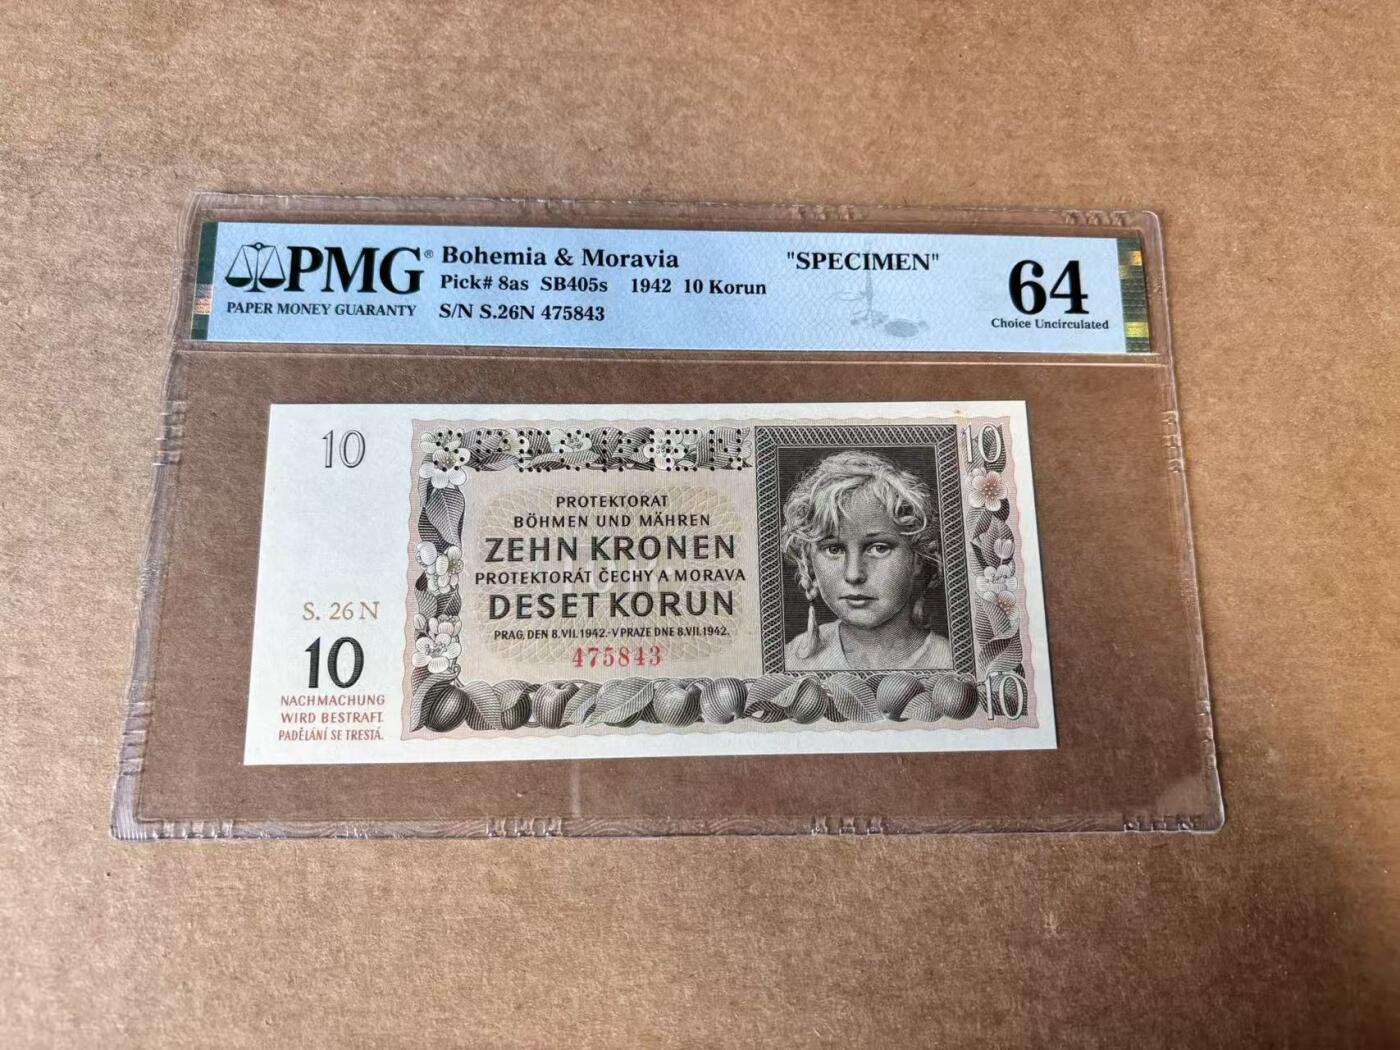 PMG®
PAPER MONEY GUARANTY
Bohemia & Moravia
Pick# 8as SB405s 1942 10 Korun
S/N S.26N 475843
"SPECIMEN"
64
Choice Uncirculated
10
SPECIMEN
10
PROTEKTORAT
BÖHMEN UND MÄHREN
ZEHN KRONEN
PROTEKTORÁT ČECHY A MORAVA
DESET KORUN
PRAG, DEN 8.VII.1942.-V PRAZE DNE 8.VII.1942.
475843
S. 26 N
10
NACHMACHUNG
WIRD BESTRAFT.
PADĚLÁNÍ SE TRESTÁ.
10